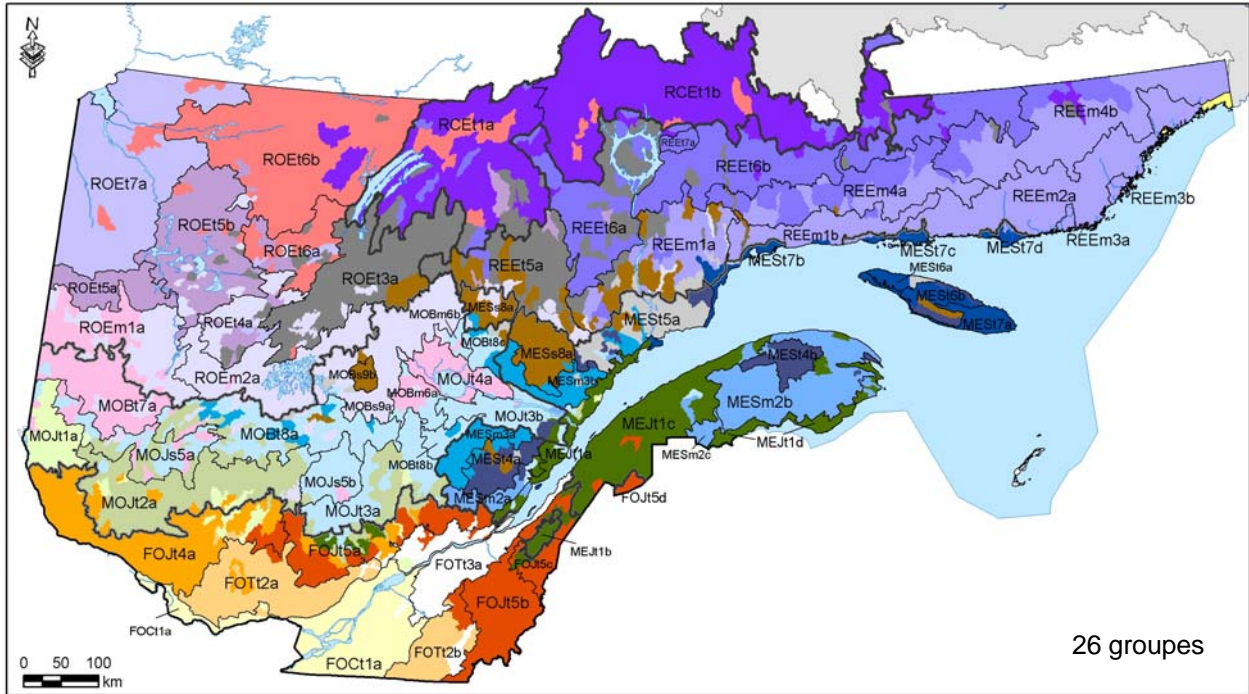 N
RCEt1b
RCEt1a
REEm4b
REEt7a
ROEt6b
ROEt7a
REEt6b
REEm4a
REEm2a
REEm3b
ROEt5b
REEt6a
ROEt6a
REEm1a
REEm1b
REEm3a
MESt7c
MESt7d
MESt7b
ROEt3a
REEt5a
MESt6a
ROEt5a
MESt6b
MESt7a
ROEm1a
ROEt4a
MOBm6b
MESs8a
MESt5a
MOBt8c
MESs8a
MESt4b
ROEm2a
MOBs9b
MOJt4a
MESm3b
MOBm6a
MESm2b
MOBt7a
MOBs9a
MOJt3b
MEJt1c
MOJt1a
MOBt8a
MESm3a
MEJt1d
MOJs5a
MEJt1a
MESm2c
MOBt8b
MESt4a
MOJs5b
MESm2a
FOJt5d
MOJt2a
MOJt3a
FOJt4a
FOJt5a
MEJt1b
FOTt3a
FOJt5c
FOTt2a
FOJt5b
FOCt1a
FOTt2b
FOCt1a
26 groupes
0 50 100
km